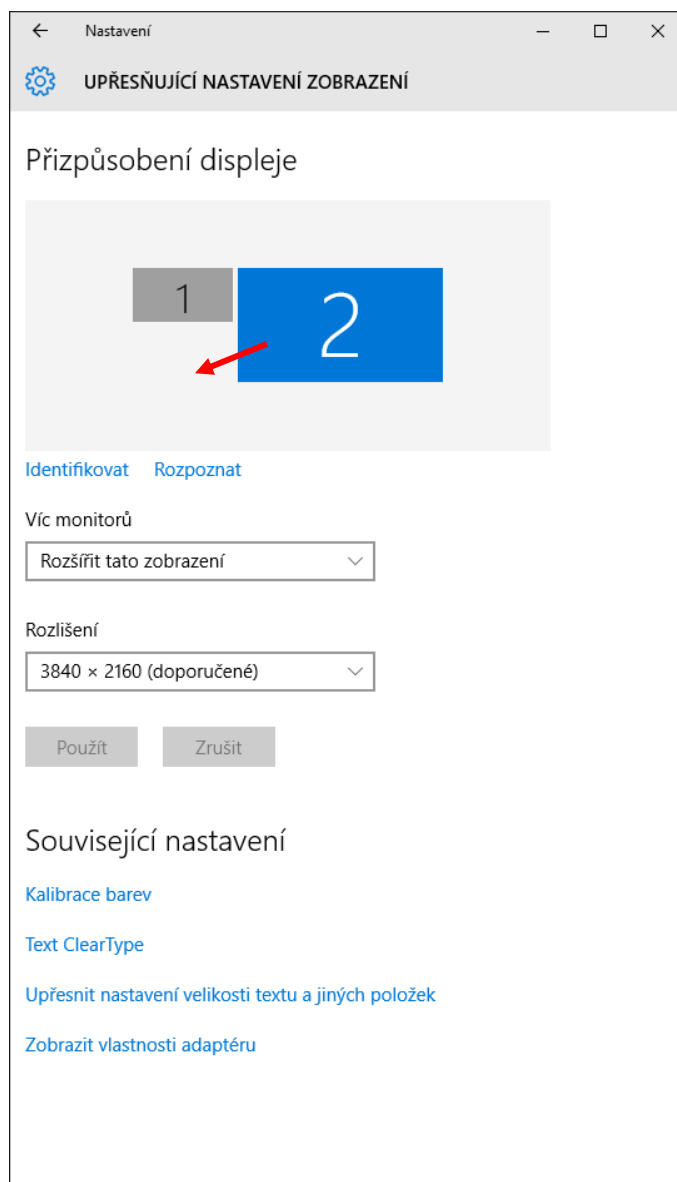 Nastavení
UPŘESŇUJÍCÍ NASTAVENÍ ZOBRAZENÍ
Přizpůsobení displeje
1
2
Identifikovat Rozpoznat
Víc monitorů
Rozšířit tato zobrazení
Rozlišení
3840 × 2160 (doporučené)
Použít Zrušit
Související nastavení
Kalibrace barev
Text ClearType
Upřesnit nastavení velikosti textu a jiných položek
Zobrazit vlastnosti adaptéru